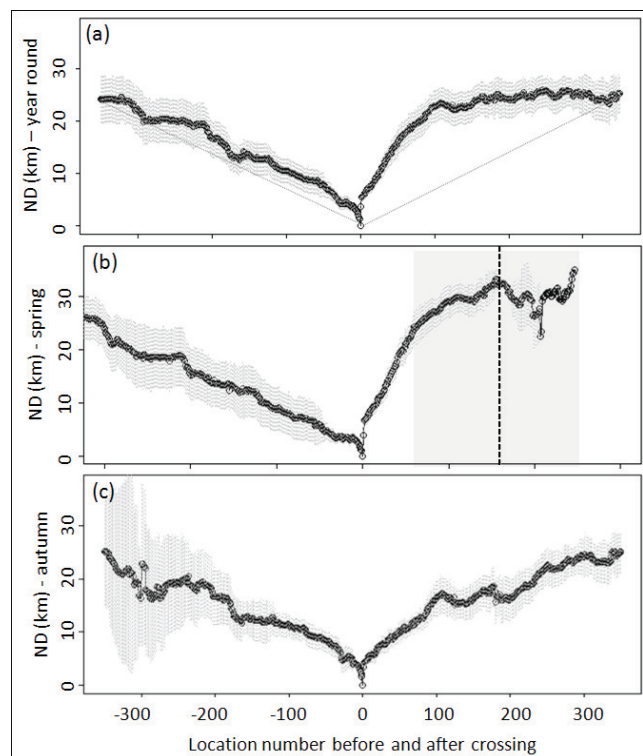 (a)
ND (km) – year round
30
20
10
0
(b)
ND (km) - spring
30
20
10
0
(c)
ND (km) - autumn
30
20
10
0
-300 -200 -100 0 100 200 300
Location number before and after crossing